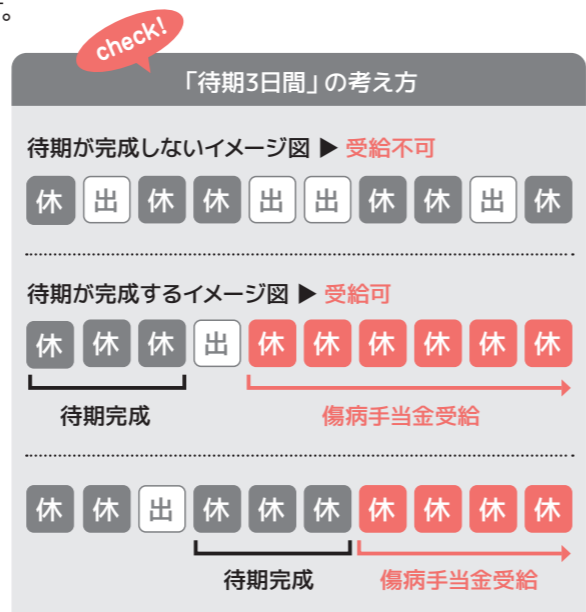 。
check!
「待期3日間」の考え方
待期が完成しないイメージ図 ▶ 受給不可
休 出 休 休 出 出 休 休 出 休
待期が完成するイメージ図 ▶ 受給可
休 休 休 出 休 休 休 休 休 休
待期完成 傷病手当金受給
休 休 出 休 休 休 休 休 休 休
待期完成 傷病手当金受給